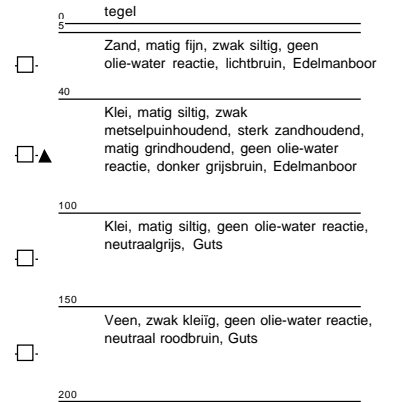 0
tegel
5
Zand, matig fijn, zwak siltig, geen
olie-water reactie, lichtbruin, Edelmanboor
40
Klei, matig siltig, zwak
metselpuinhoudend, sterk zandhoudend,
matig grindhoudend, geen olie-water
reactie, donker grijsbruin, Edelmanboor
100
Klei, matig siltig, geen olie-water reactie,
neutraalgrijs, Guts
150
Veen, zwak kleiïg, geen olie-water reactie,
neutraal roodbruin, Guts
200